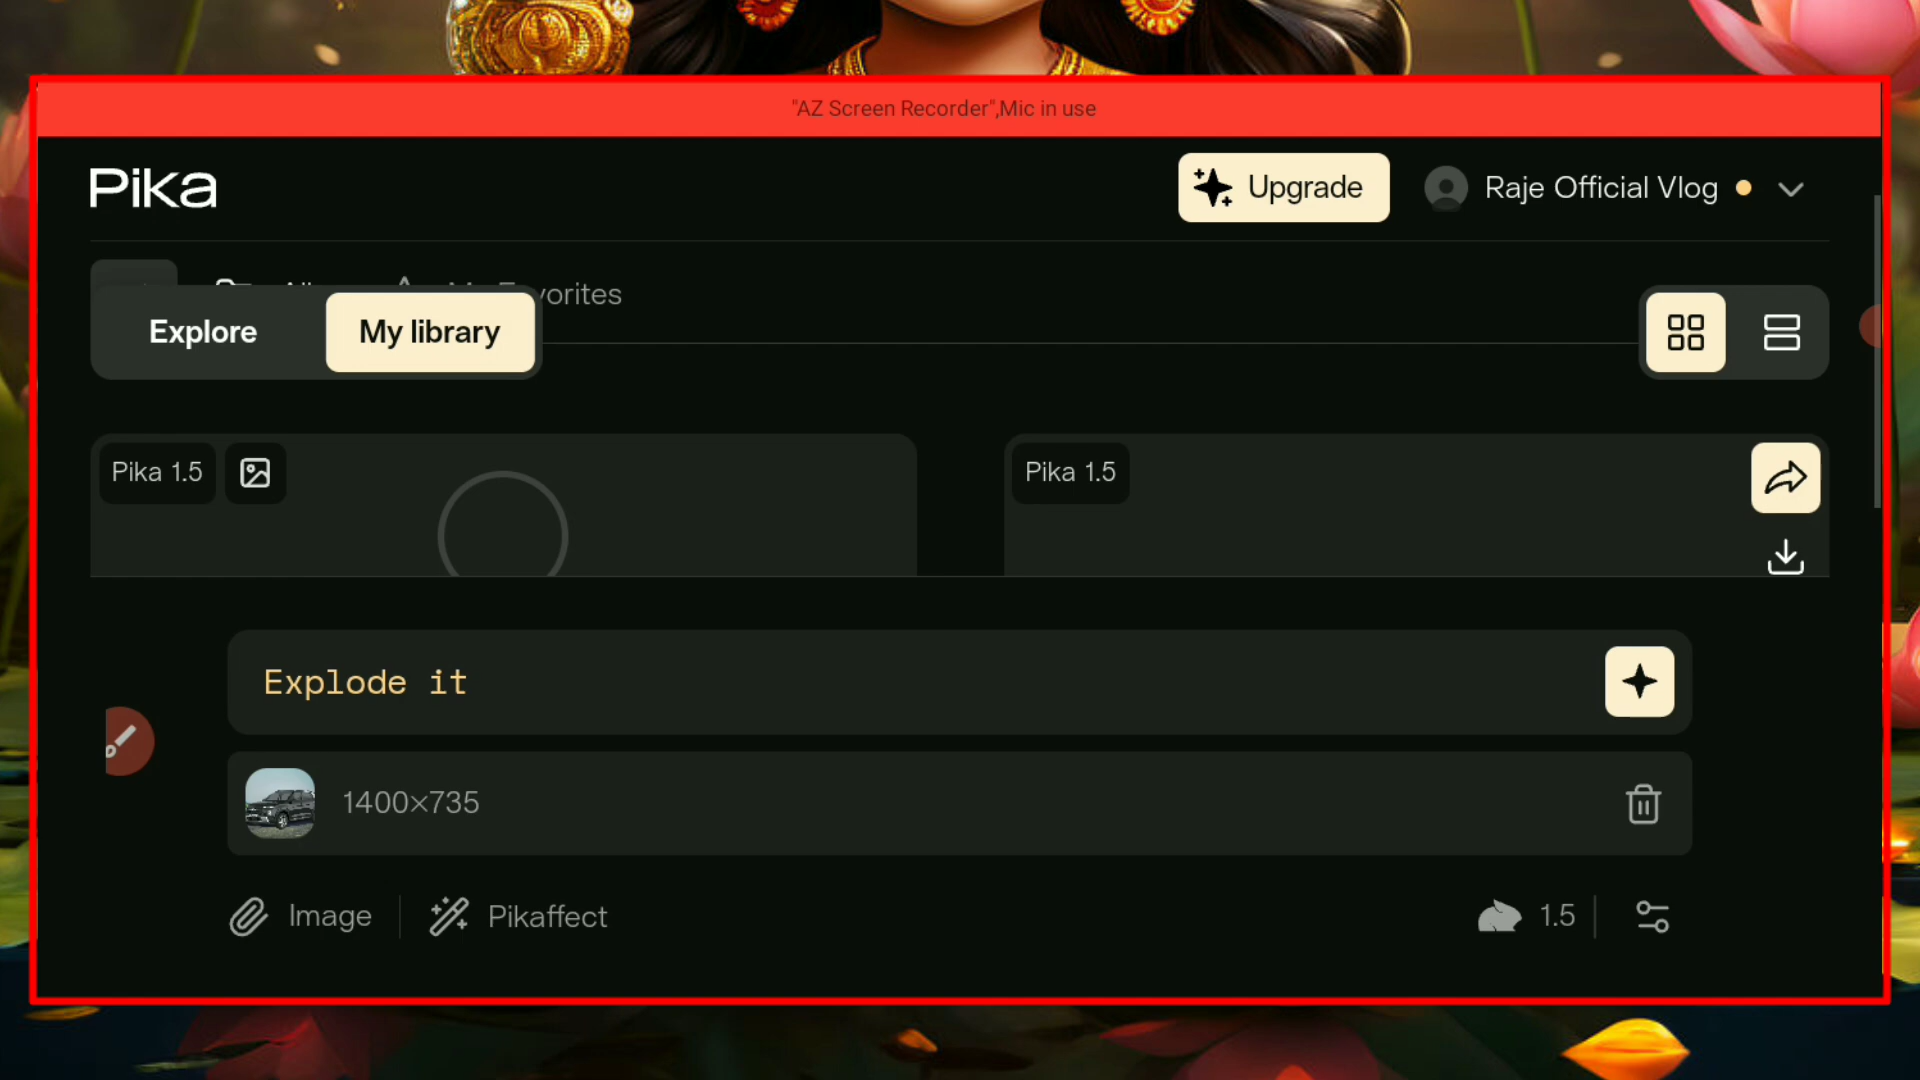 "AZ Screen Recorder",Mic in use
Pika
Upgrade
Raje Official Vlog
Explore
My library
Pika 1.5
Pika 1.5
Explode it
1400×735
Image
Pikaffect
1.5